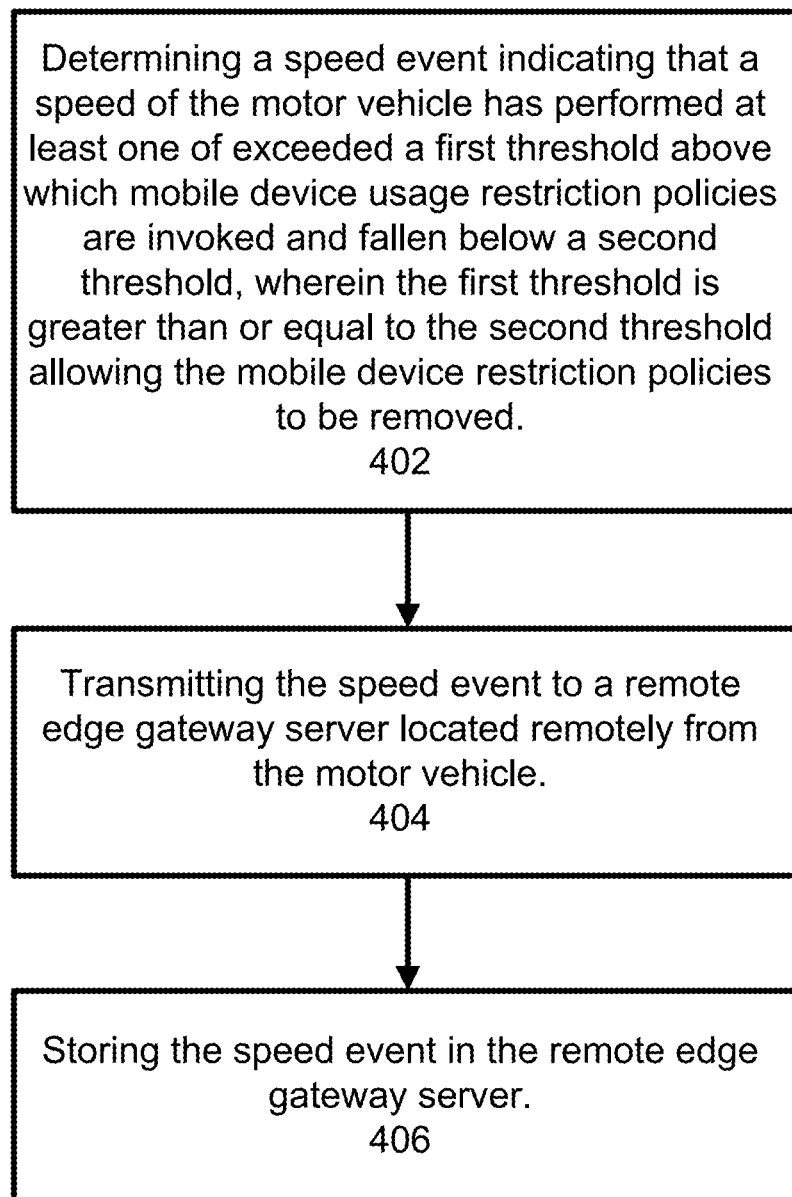 Determining a speed event indicating that a
speed of the motor vehicle has performed at
least one of exceeded a first threshold above
which mobile device usage restriction policies
are invoked and fallen below a second
threshold, wherein the first threshold is
greater than or equal to the second threshold
allowing the mobile device restriction policies
to be removed.
402
Transmitting the speed event to a remote
edge gateway server located remotely from
the motor vehicle.
404
Storing the speed event in the remote edge
gateway server.
406